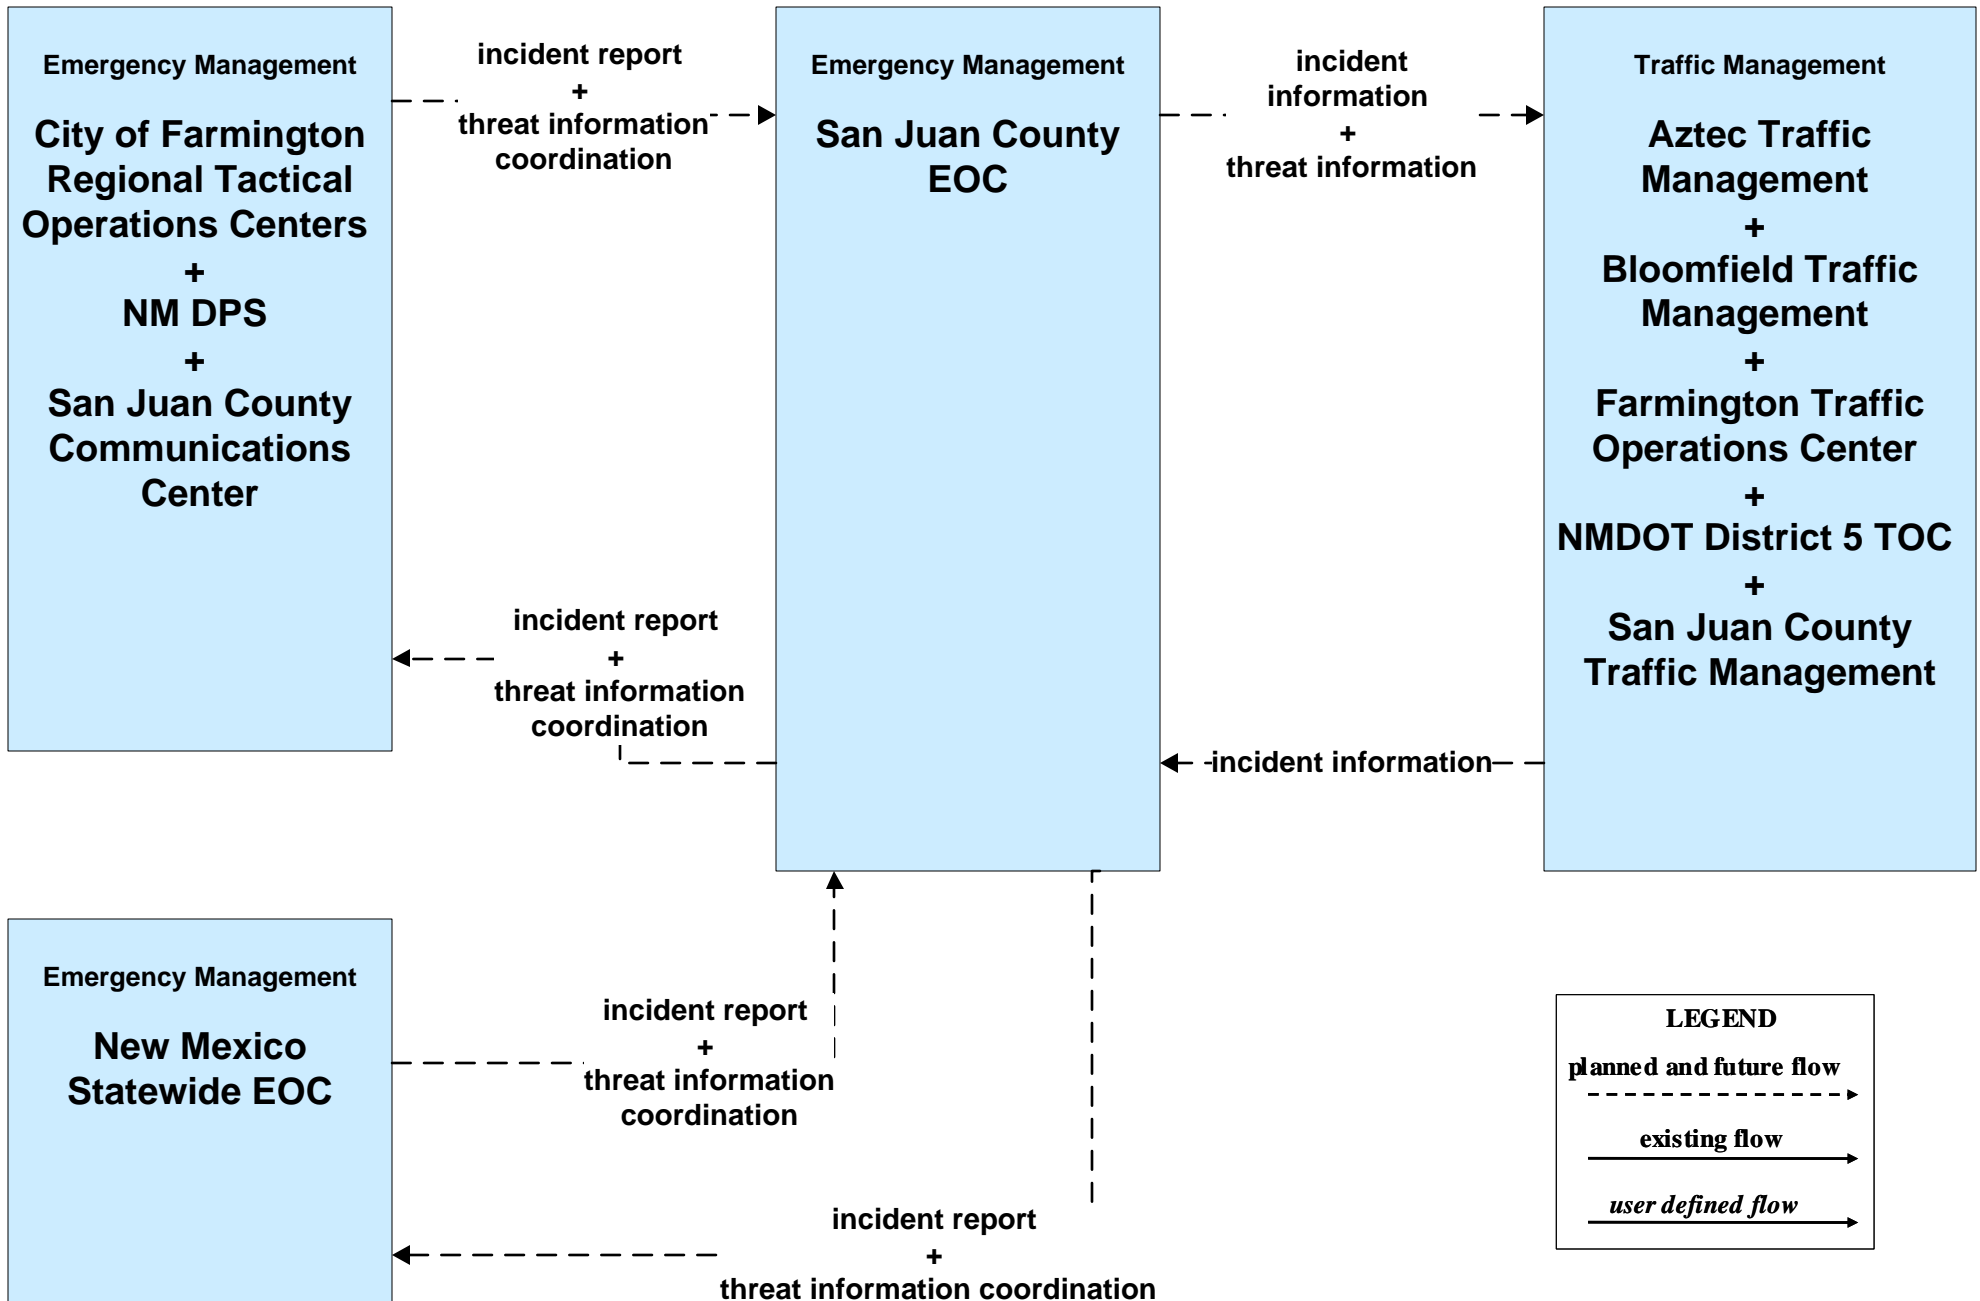 Emergency Management
City of Farmington
Regional Tactical
Operations Centers
+
NM DPS
+
San Juan County
Communications
Center
incident report
+
threat information
coordination
Emergency Management
San Juan County
EOC
incident
information
+
threat information
Traffic Management
Aztec Traffic
Management
+
Bloomfield Traffic
Management
+
Farmington Traffic
Operations Center
+
NMDOT District 5 TOC
+
San Juan County
Traffic Management
incident report
+
threat information
coordination
incident information
Emergency Management
New Mexico
Statewide EOC
incident report
+
threat information
coordination
incident report
+
threat information coordination
LEGEND
planned and future flow
existing flow
user defined flow